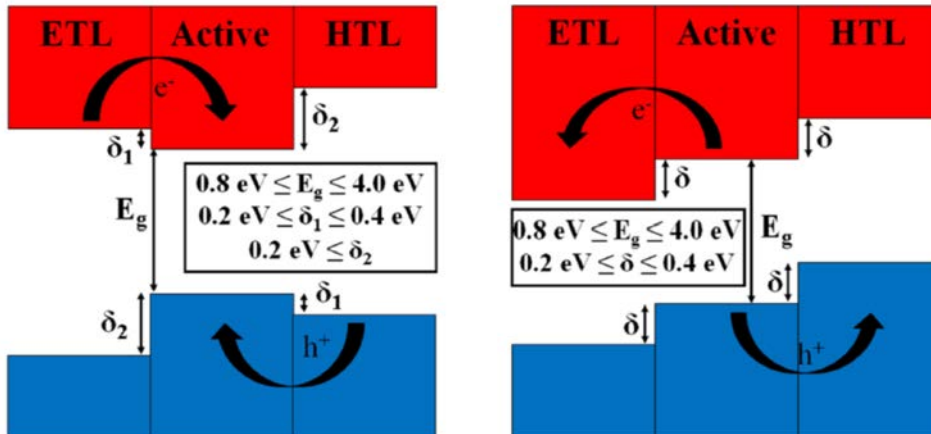 ETL Active HTL
e⁻
δ₂
δ₁
0.8 eV ≤ E_g ≤ 4.0 eV
0.2 eV ≤ δ₁ ≤ 0.4 eV
0.2 eV ≤ δ₂
E_g
δ₁
δ₂
h⁺
ETL Active HTL
e⁻
δ
δ
0.8 eV ≤ E_g ≤ 4.0 eV
0.2 eV ≤ δ ≤ 0.4 eV
E_g
δ
δ
h⁺